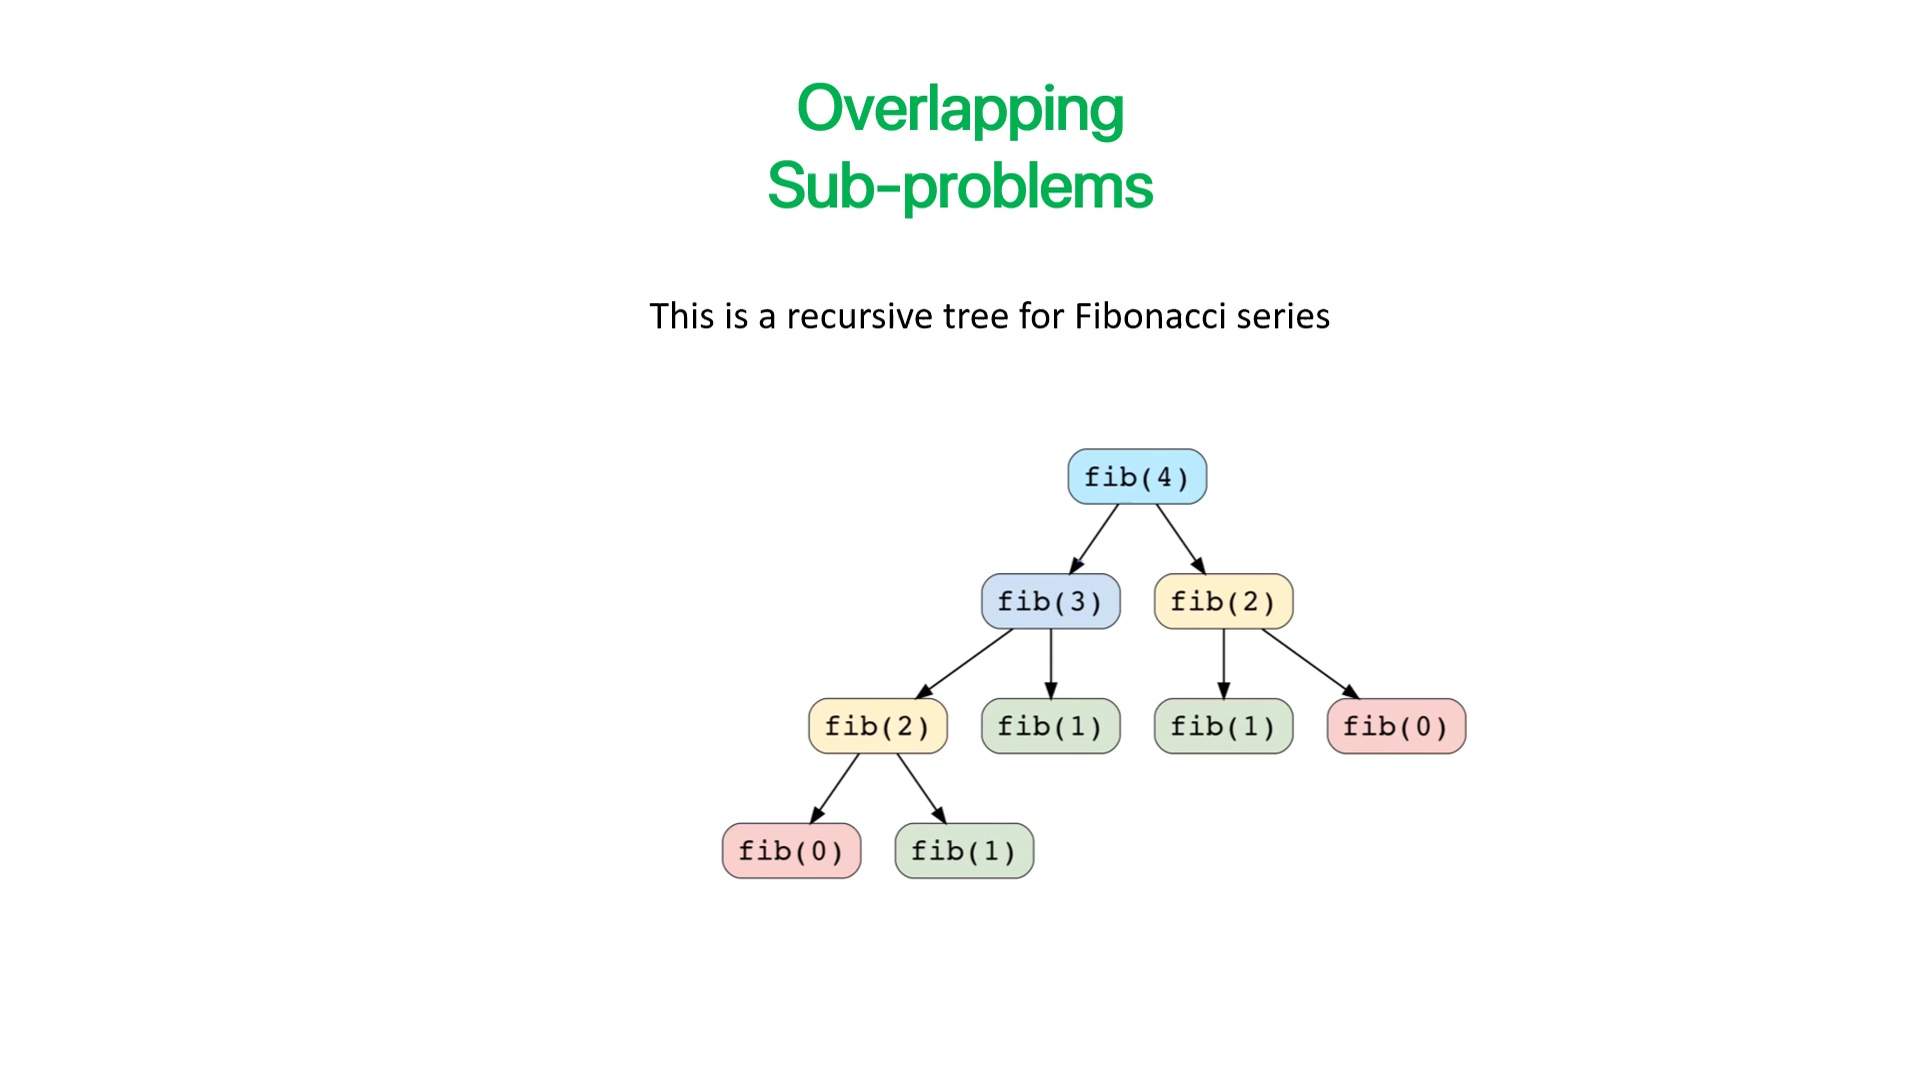 Overlapping
Sub-problems
This is a recursive tree for Fibonacci series
fib(4)
fib(3) fib(2)
fib(2) fib(1) fib(1) fib(0)
fib(0) fib(1)